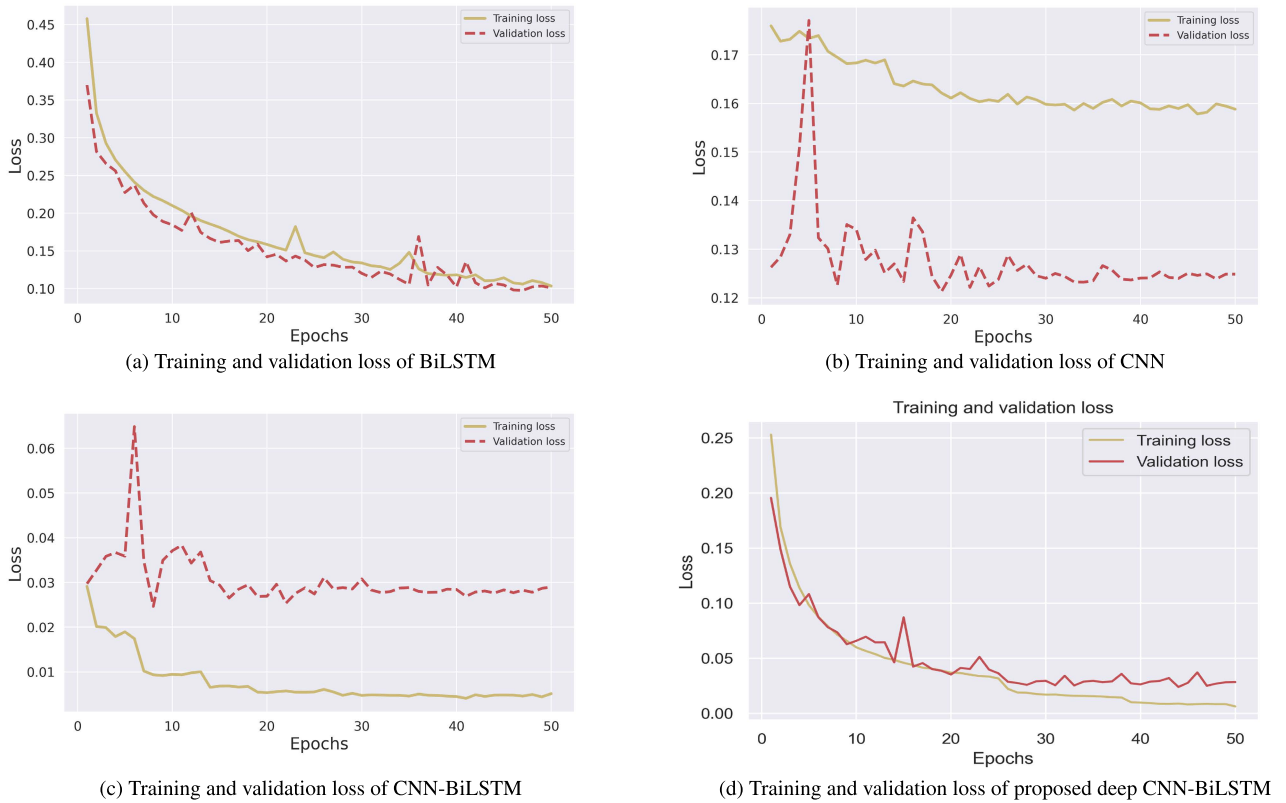 0.45
0.40
0.35
0.30
0.25
0.20
0.15
0.10
Loss
Training loss
Validation loss
0 10 20 30 40 50
Epochs
(a) Training and validation loss of BiLSTM
0.17
0.16
0.15
0.14
0.13
0.12
Loss
Training loss
Validation loss
0 10 20 30 40 50
Epochs
(b) Training and validation loss of CNN
0.06
0.05
0.04
0.03
0.02
0.01
Loss
Training loss
Validation loss
0 10 20 30 40 50
Epochs
(c) Training and validation loss of CNN-BiLSTM
Training and validation loss
0.25
0.20
0.15
0.10
0.05
0.00
Loss
Training loss
Validation loss
0 10 20 30 40 50
Epochs
(d) Training and validation loss of proposed deep CNN-BiLSTM